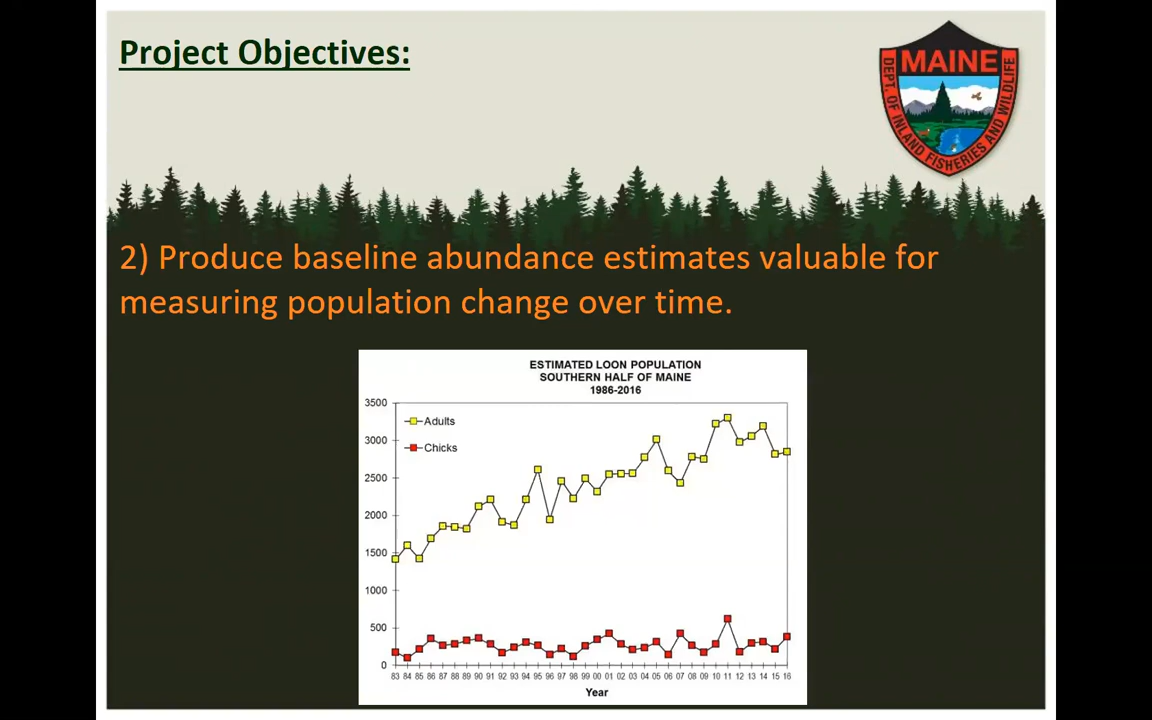 Project Objectives:
MAINE
DEPT. OF INLAND FISHERIES AND WILDLIFE
2) Produce baseline abundance estimates valuable for
measuring population change over time.
ESTIMATED LOON POPULATION
SOUTHERN HALF OF MAINE
1986-2016
3500
Adults
3000
Chicks
2500
2000
1500
1000
500
0
83 84 85 86 87 88 89 90 91 92 93 94 95 96 97 98 99 00 01 02 03 04 05 06 07 08 09 10 11 12 13 14 15 16
Year